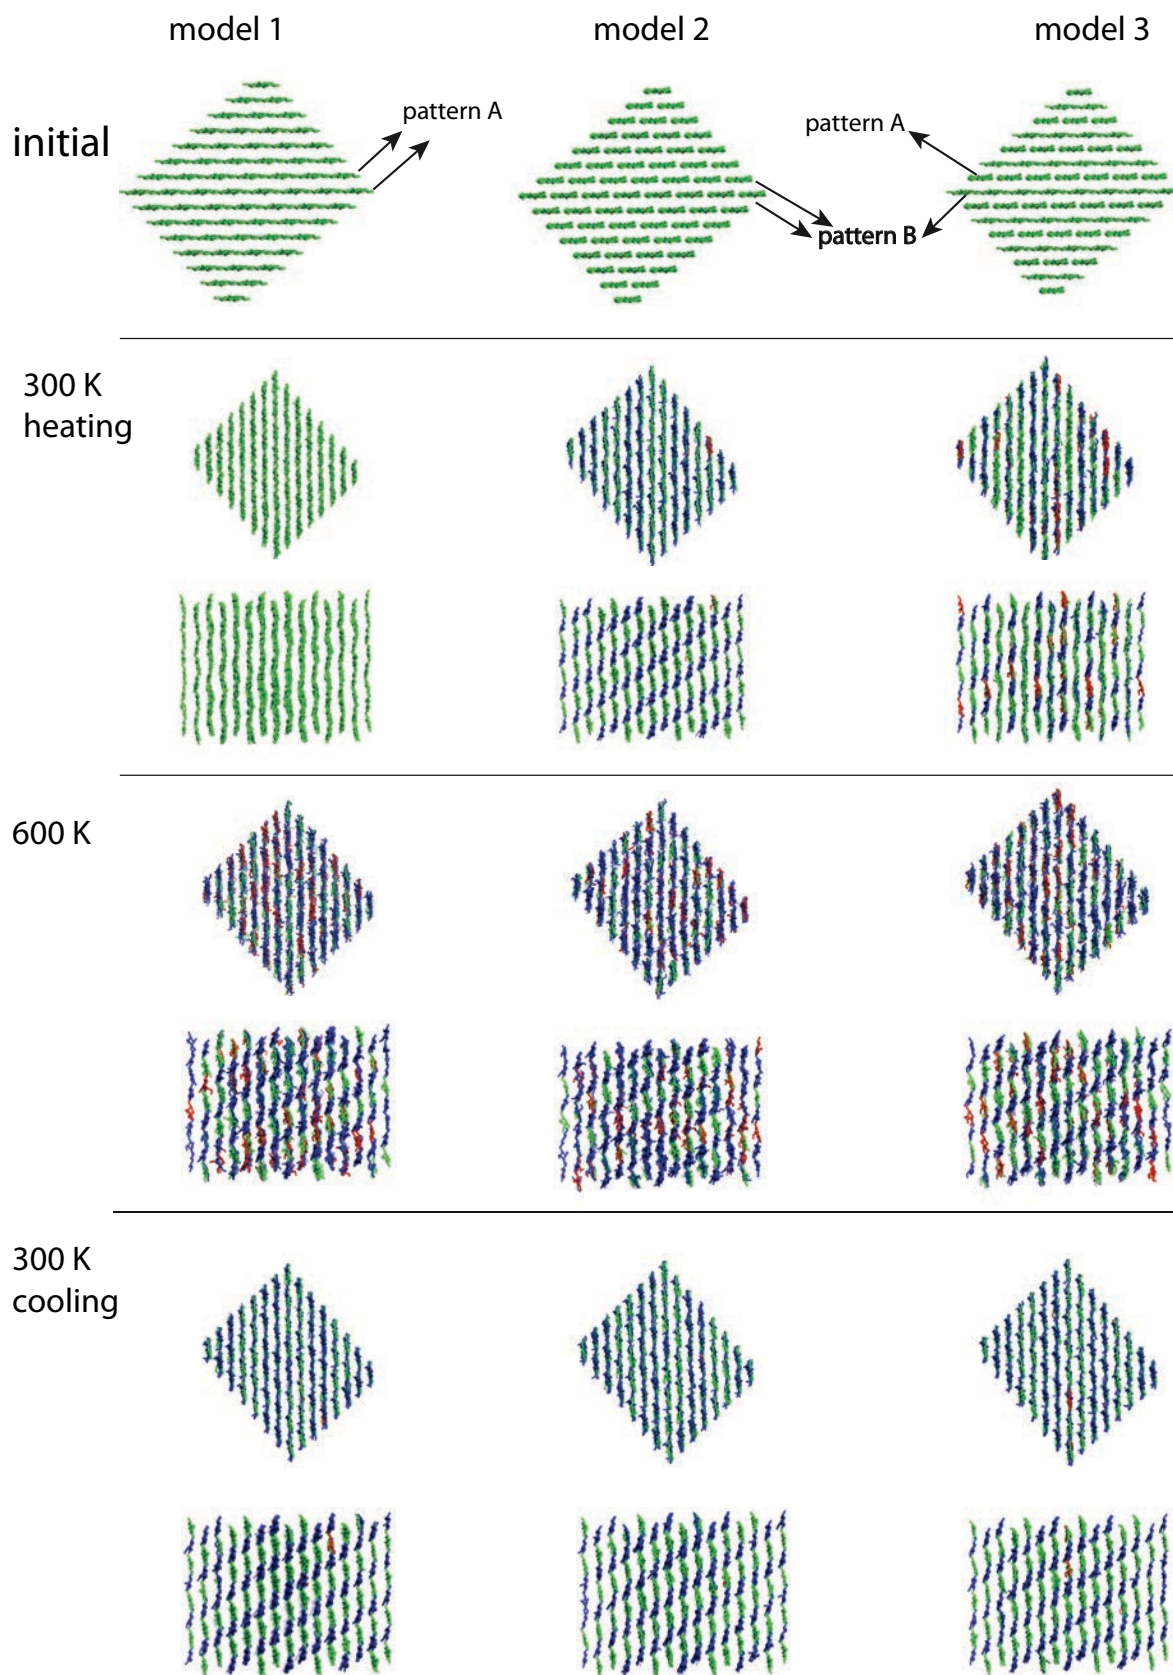 model 1
model 2
model 3
pattern A
pattern A
initial
pattern B
300 K
heating
600 K
300 K
cooling